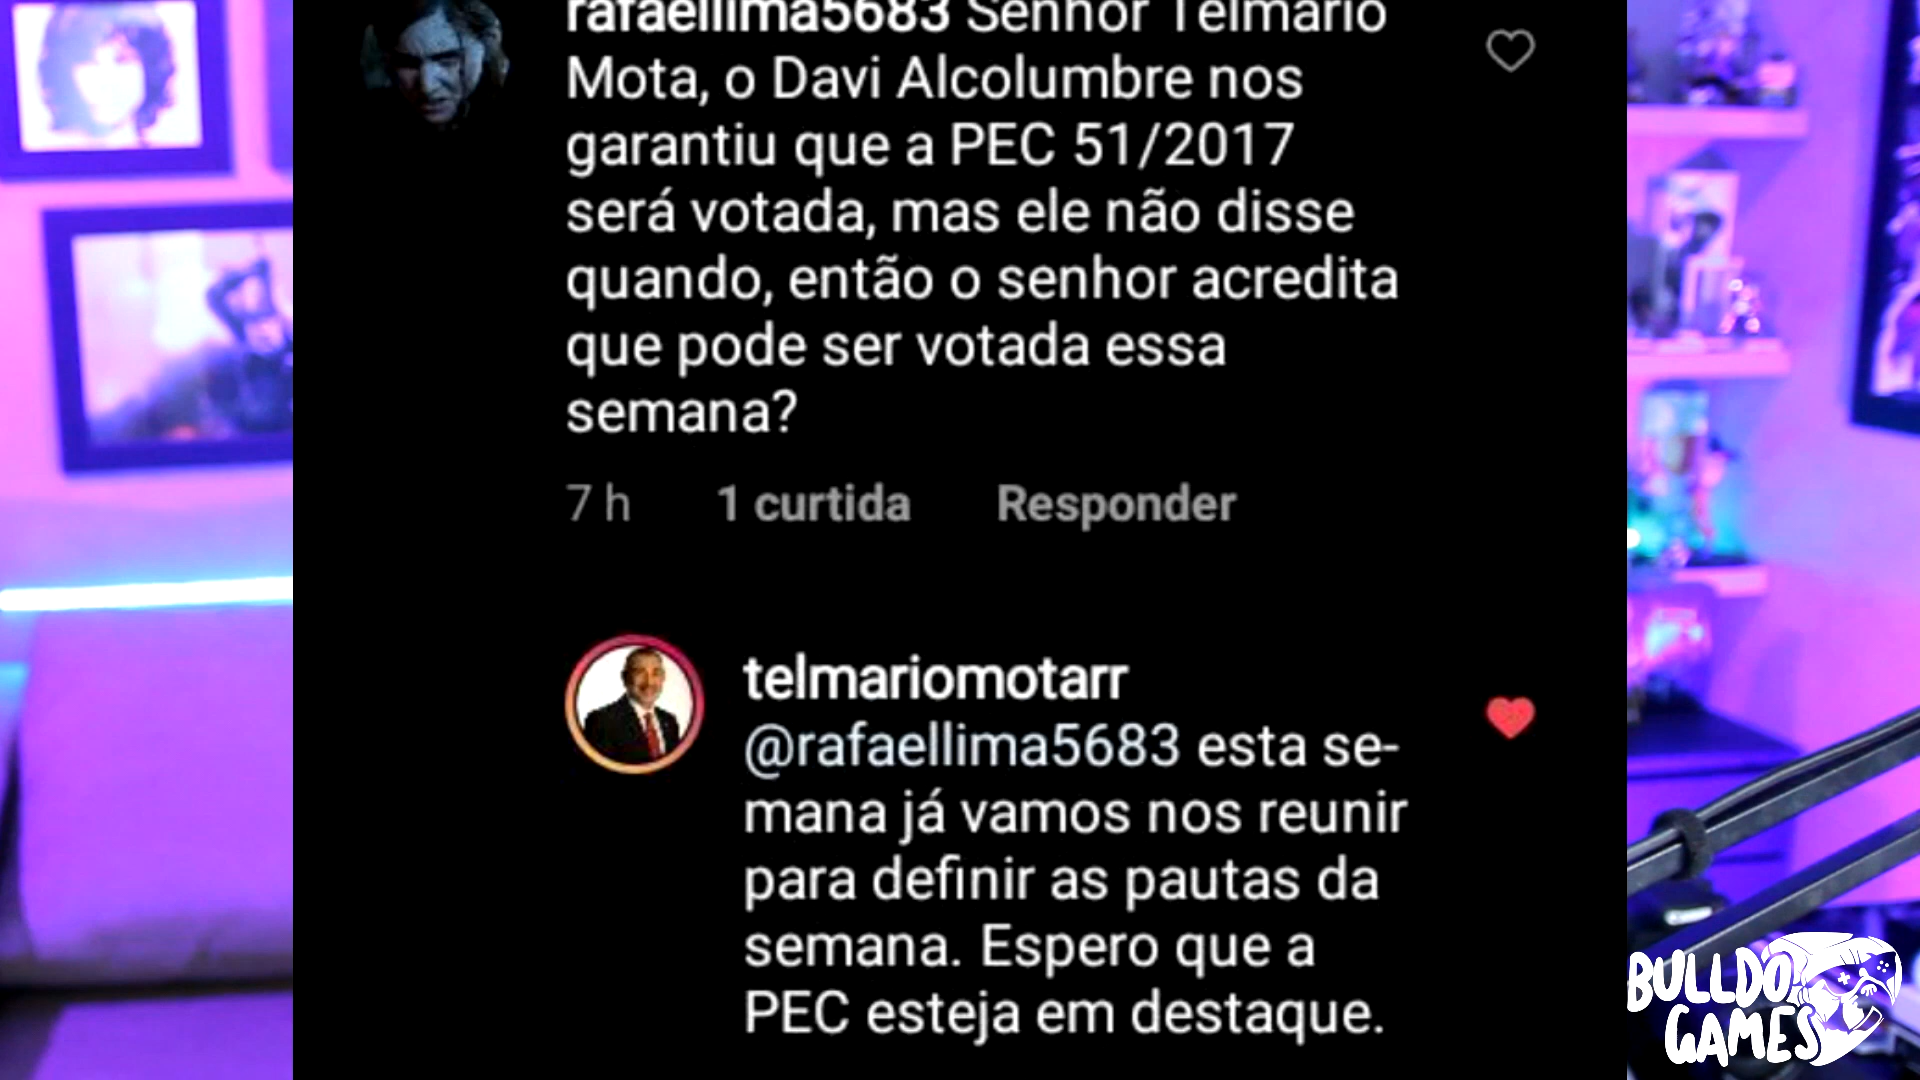 rafaellima5683 Senhor Telmário
Mota, o Davi Alcolumbre nos
garantiu que a PEC 51/2017
será votada, mas ele não disse
quando, então o senhor acredita
que pode ser votada essa
semana?
7 h 1 curtida Responder
telmariomotarr
@rafaellima5683 esta se-
mana já vamos nos reunir
para definir as pautas da
semana. Espero que a
PEC esteja em destaque.
BULLDOG
GAMES